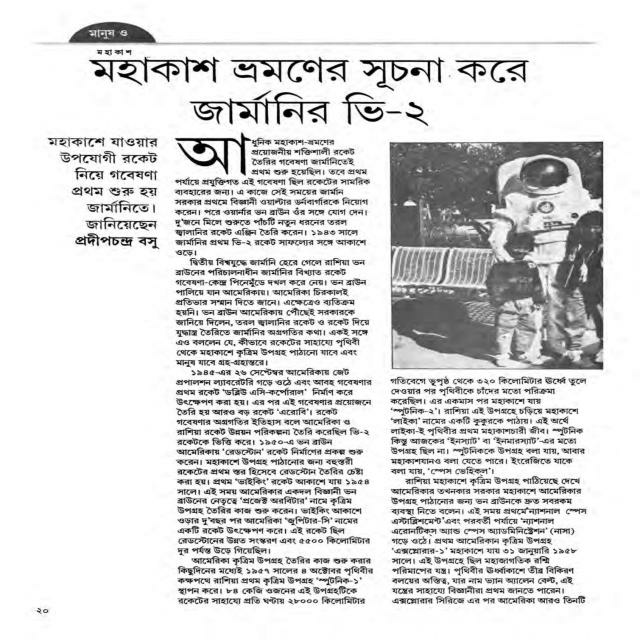 মানুষ ও
মহাকাশ
মহাকাশ ভ্রমণের সূচনা করে
জার্মানির ভি-২
মহাকাশে যাওয়ার
উপযোগী রকেট
নিয়ে গবেষণা
প্রথম শুরু হয়
জার্মানিতে।
জানিয়েছেন
প্রদীপচন্দ্র বসু
আধুনিক মহাকাশ-ভ্রমণের
প্রয়োজনীয় শক্তিশালী রকেট
তৈরির গবেষণা জার্মানিতেই
প্রথম শুরু হয়েছিল। তবে প্রথম
পর্যায়ে প্রযুক্তিগত এই গবেষণা ছিল রকেটের সামরিক
ব্যবহারের জন্য। এ কাজে সেই সময়ের জার্মান
সরকার প্রথমে বিজ্ঞানী ওয়াল্টার ডর্নবার্গারকে নিয়োগ
করেন। পরে ওয়ার্নার ভন ব্রাউন ওঁর সঙ্গে যোগ দেন।
দু'জনে মিলে শুরুতে পাঁচটি নতুন ধরনের তরল
জ্বালানির রকেট এঞ্জিন তৈরি করেন। ১৯৪৩ সালে
জার্মানির প্রথম ভি-২ রকেট সাফল্যের সঙ্গে আকাশে
ওড়ে।
দ্বিতীয় বিশ্বযুদ্ধে জার্মানি হেরে গেলে রাশিয়া ভন
ব্রাউনের পরিচালনাধীন জার্মানির বিখ্যাত রকেট
গবেষণা-কেন্দ্র পিনেমুঁডে দখল করে নেয়। ভন ব্রাউন
পালিয়ে যান আমেরিকায়। আমেরিকা চিরকালই
প্রতিভার সম্মান দিতে জানে। এক্ষেত্রেও ব্যতিক্রম
হয়নি। ভন ব্রাউন আমেরিকায় পৌঁছেই সরকারকে
জানিয়ে দিলেন, তরল জ্বালানির রকেট ও রকেট দিয়ে
যুদ্ধাস্ত্র তৈরিতে জার্মানির অগ্রগতির কথা। একই সঙ্গে
এও বললেন যে, কীভাবে রকেটের সাহায্যে পৃথিবী
থেকে মহাকাশে কৃত্রিম উপগ্রহ পাঠানো যাবে এবং
মানুষ যাবে গ্রহ-গ্রহান্তরে।
১৯৪৫-এর ২৬ সেপ্টেম্বর আমেরিকায় জেট
প্রপালশন ল্যাবরেটরি গড়ে ওঠে এবং আবহ গবেষণার
প্রথম রকেট 'ডব্লিউ এসি-কর্পোরাল' নির্মাণ করে
উৎক্ষেপণ করা হয়। এর পর এই গবেষণার প্রয়োজনে
তৈরি হয় আরও বড় রকেট 'এরোবি'। রকেট
গবেষণার অগ্রগতির ইতিহাস বলে আমেরিকা ও
রাশিয়া রকেট উন্নয়ন পরিকল্পনা তৈরি করেছিল ভি-২
রকেটকে ভিত্তি করে। ১৯৫০-এ ভন ব্রাউন
আমেরিকায় 'রেডস্টোন' রকেট নির্মাণের প্রকল্প শুরু
করেন। মহাকাশে উপগ্রহ পাঠানোর জন্য বহুস্তরী
রকেটের প্রথম স্তর হিসেবে রেডস্টোন তৈরির চেষ্টা
করা হয়। প্রথম 'ভাইকিং' রকেট আকাশে যায় ১৯৫৪
সালে। এই সময় আমেরিকার একদল বিজ্ঞানী ভন
ব্রাউনের নেতৃত্বে 'প্রজেক্ট অরবিটার' নামে কৃত্রিম
উপগ্রহ তৈরির কাজ শুরু করেন। ভাইকিং আকাশে
ওড়ার দু'বছর পর আমেরিকা 'জুপিটার-সি' নামের
একটি রকেট উৎক্ষেপণ করে। এই রকেট ছিল
রেডস্টোনের উন্নত সংস্করণ এবং ৫৫০০ কিলোমিটার
দূর পর্যন্ত উড়ে গিয়েছিল।
আমেরিকা কৃত্রিম উপগ্রহ তৈরির কাজ শুরু করার
কিছুদিনের মধ্যেই ১৯৫৭ সালের ৪ অক্টোবর পৃথিবীর
কক্ষপথে রাশিয়া প্রথম কৃত্রিম উপগ্রহ 'স্পুটনিক-১'
স্থাপন করে। ৮৪ কেজি ওজনের এই উপগ্রহটিকে
রকেটের সাহায্যে প্রতি ঘণ্টায় ২৮০০০ কিলোমিটার
গতিবেগে ভূপৃষ্ঠ থেকে ৩২০ কিলোমিটার ঊর্ধ্বে তুলে
দেওয়ার পর পৃথিবীকে চাঁদের মতো পরিক্রমা
করেছিল। এর একমাস পর মহাকাশে যায়
'স্পুটনিক-২'। রাশিয়া এই উপগ্রহে চড়িয়ে মহাকাশে
'লাইকা' নামের একটি কুকুরকে পাঠায়। এই অর্থে
লাইকা-ই পৃথিবীর প্রথম মহাকাশচারী জীব। স্পুটনিক
কিন্তু আজকের 'ইনস্যাট' বা 'ইনমারস্যাট'-এর মতো
উপগ্রহ ছিল না। স্পুটনিককে উপগ্রহ বলা যায়, আবার
মহাকাশযানও বলা যেতে পারে। ইংরেজিতে যাকে
বলা যায়, 'স্পেস ভেহিকল'।
রাশিয়া মহাকাশে কৃত্রিম উপগ্রহ পাঠিয়েছে দেখে
আমেরিকার তখনকার সরকার মহাকাশে আমেরিকার
উপগ্রহ পাঠানোর জন্য ভন ব্রাউনকে দ্রুত সবরকম
ব্যবস্থা নিতে বলেন। এই সময় প্রথমে'ন্যাশনাল স্পেস
এস্টাব্লিশমেন্ট'এবং পরবর্তী পর্যায়ে 'ন্যাশনাল
এরোনটিকস অ্যান্ড স্পেস অ্যাডমিনিস্ট্রেশন' (নাসা)
গড়ে ওঠে। প্রথম আমেরিকান কৃত্রিম উপগ্রহ
'এক্সপ্লোরার-১' মহাকাশে যায় ৩১ জানুয়ারি ১৯৫৮
সালে। এই উপগ্রহে ছিল মহাজাগতিক রশ্মি
পরিমাপের যন্ত্র। পৃথিবীর ঊর্ধ্বাকাশে তীব্র বিকিরণ
বলয়ের অস্তিত্ব, যার নাম ভ্যান অ্যালেন বেল্ট, এই
যন্ত্রের সাহায্যে বিজ্ঞানীরা প্রথম জানতে পারেন।
এক্সপ্লোরার সিরিজে এর পর আমেরিকা আরও তিনটি
২০